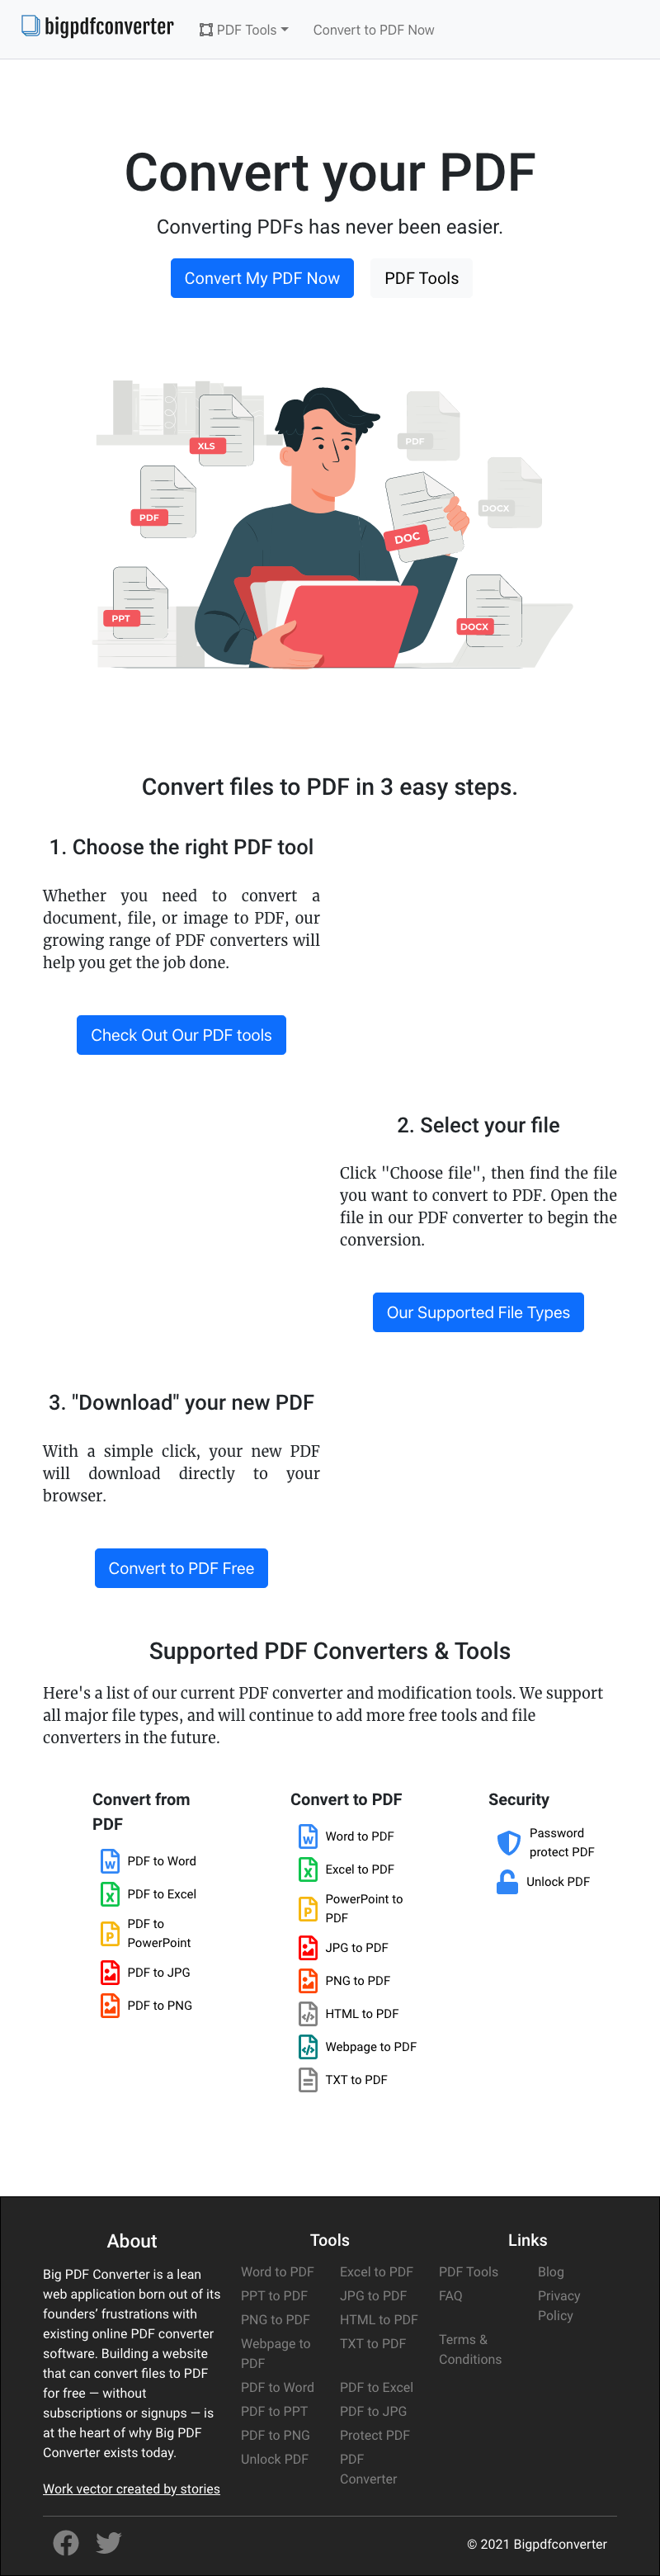 bigpdfconverter
PDF Tools
Convert to PDF Now
Convert your PDF
Converting PDFs has never been easier.
Convert My PDF Now
PDF Tools
XLS
PDF
PDF
DOCX
DOC
PPT
DOCX
Convert files to PDF in 3 easy steps.
1. Choose the right PDF tool
Whether you need to convert a
document, file, or image to PDF, our
growing range of PDF converters will
help you get the job done.
Check Out Our PDF tools
2. Select your file
Click "Choose file", then find the file
you want to convert to PDF. Open the
file in our PDF converter to begin the
conversion.
Our Supported File Types
3. "Download" your new PDF
With a simple click, your new PDF
will download directly to your
browser.
Convert to PDF Free
Supported PDF Converters & Tools
Here's a list of our current PDF converter and modification tools. We support
all major file types, and will continue to add more free tools and file
converters in the future.
Convert from
PDF
PDF to Word
PDF to Excel
PDF to
PowerPoint
PDF to JPG
PDF to PNG
Convert to PDF
Word to PDF
Excel to PDF
PowerPoint to
PDF
JPG to PDF
PNG to PDF
HTML to PDF
Webpage to PDF
TXT to PDF
Security
Password
protect PDF
Unlock PDF
About
Big PDF Converter is a lean
web application born out of its
founders’ frustrations with
existing online PDF converter
software. Building a website
that can convert files to PDF
for free — without
subscriptions or signups — is
at the heart of why Big PDF
Converter exists today.
Work vector created by stories
Tools
Word to PDF
Excel to PDF
PPT to PDF
JPG to PDF
PNG to PDF
HTML to PDF
Webpage to
PDF
TXT to PDF
PDF to Word
PDF to Excel
PDF to PPT
PDF to JPG
PDF to PNG
Protect PDF
Unlock PDF
PDF
Converter
Links
PDF Tools
Blog
FAQ
Privacy
Policy
Terms &
Conditions
© 2021 Bigpdfconverter